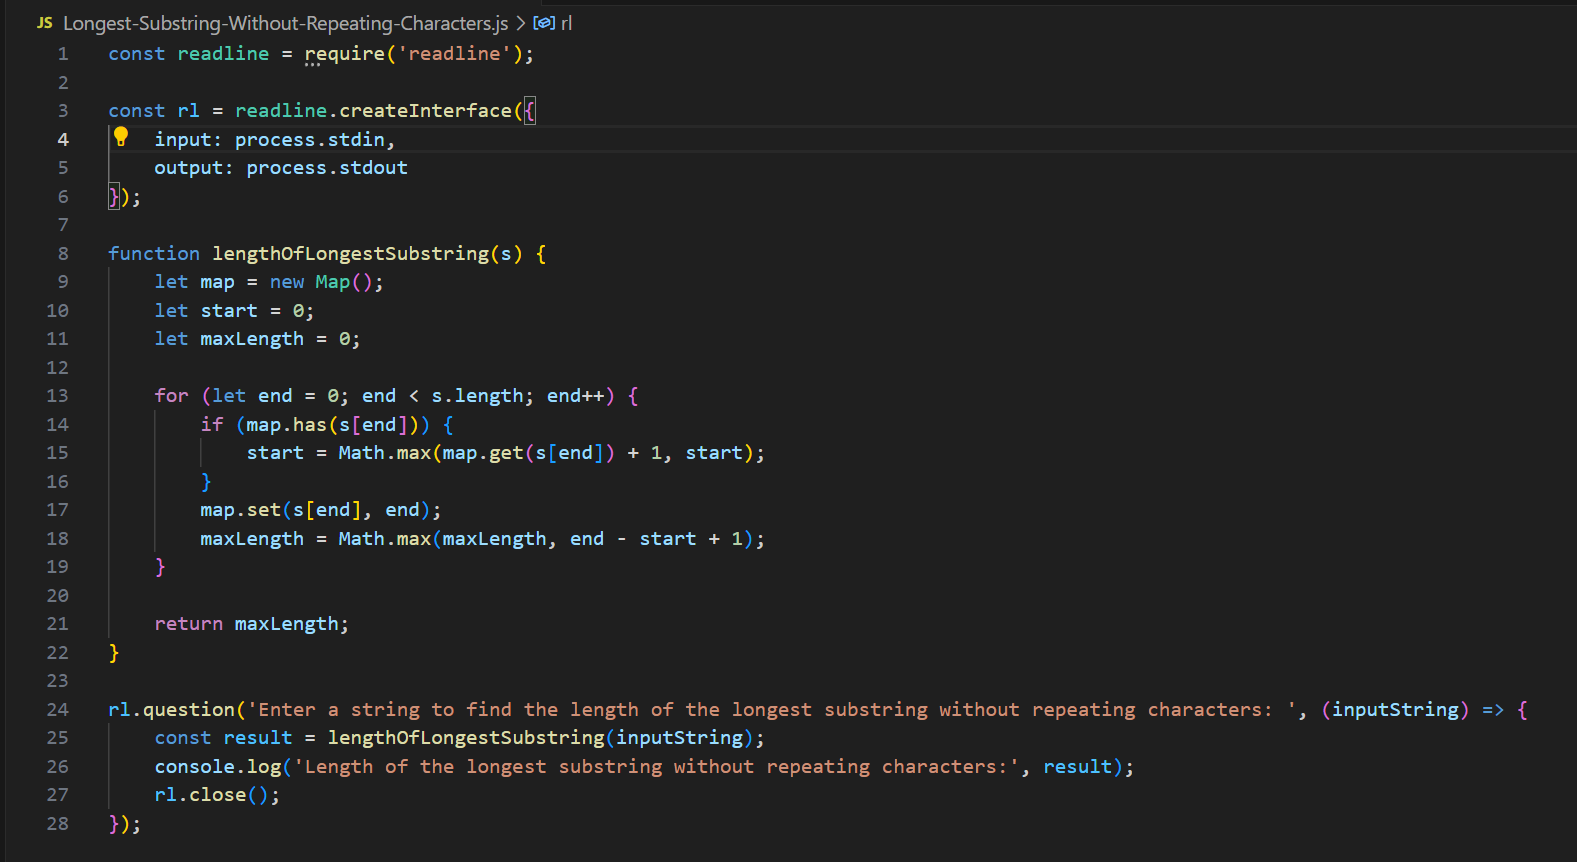 JS Longest-Substring-Without-Repeating-Characters.js > rl
1 const readline = require('readline');
2
3 const rl = readline.createInterface({
4     input: process.stdin,
5     output: process.stdout
6 });
7
8 function lengthOfLongestSubstring(s) {
9     let map = new Map();
10     let start = 0;
11     let maxLength = 0;
12
13     for (let end = 0; end < s.length; end++) {
14         if (map.has(s[end])) {
15             start = Math.max(map.get(s[end]) + 1, start);
16         }
17         map.set(s[end], end);
18         maxLength = Math.max(maxLength, end - start + 1);
19     }
20
21     return maxLength;
22 }
23
24 rl.question('Enter a string to find the length of the longest substring without repeating characters: ', (inputString) => {
25     const result = lengthOfLongestSubstring(inputString);
26     console.log('Length of the longest substring without repeating characters:', result);
27     rl.close();
28 });